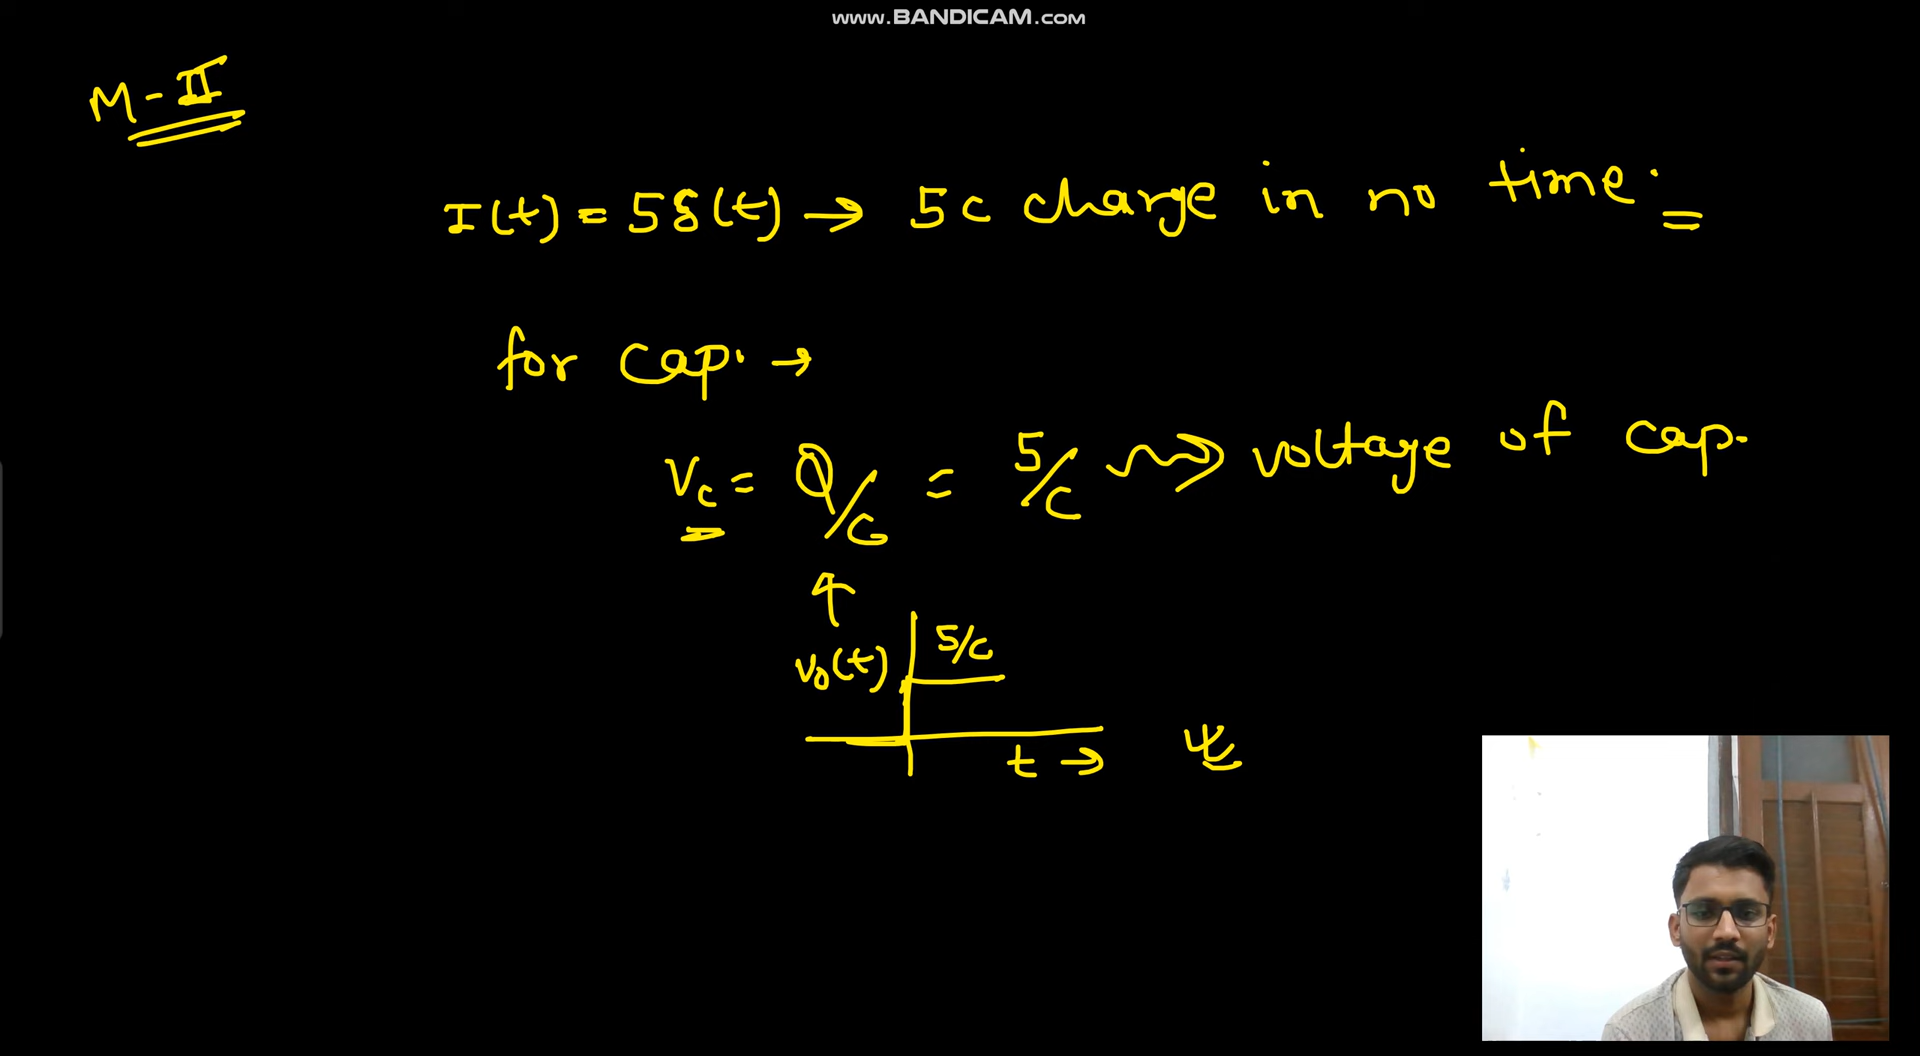 www.BANDICAM.com
M-II
I(t) = 5δ(t) → 5C charge in no time.
for cap. →
Vc = Q/C = 5/C ⇝ voltage of cap.
5/C
v₀(t)
t →